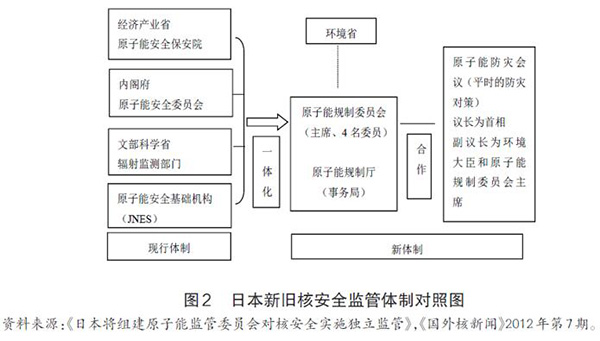 经济产业省
原子能安全保安院
内阁府
原子能安全委员会
文部科学省
辐射监测部门
原子能安全基础机构
（JNES）
现行体制
一体化
环境省
原子能规制委员会
（主席、4 名委员）
原子能规制厅
（事务局）
新体制
合作
原子能防灾会
议（平时的防灾
对策）
议长为首相
副议长为环境
大臣和原子能
规制委员会主
席
图2 日本新旧核安全监管体制对照图
资料来源：《日本将组建原子能监管委员会对核安全实施独立监管》，《国外核新闻》2012年第7期。